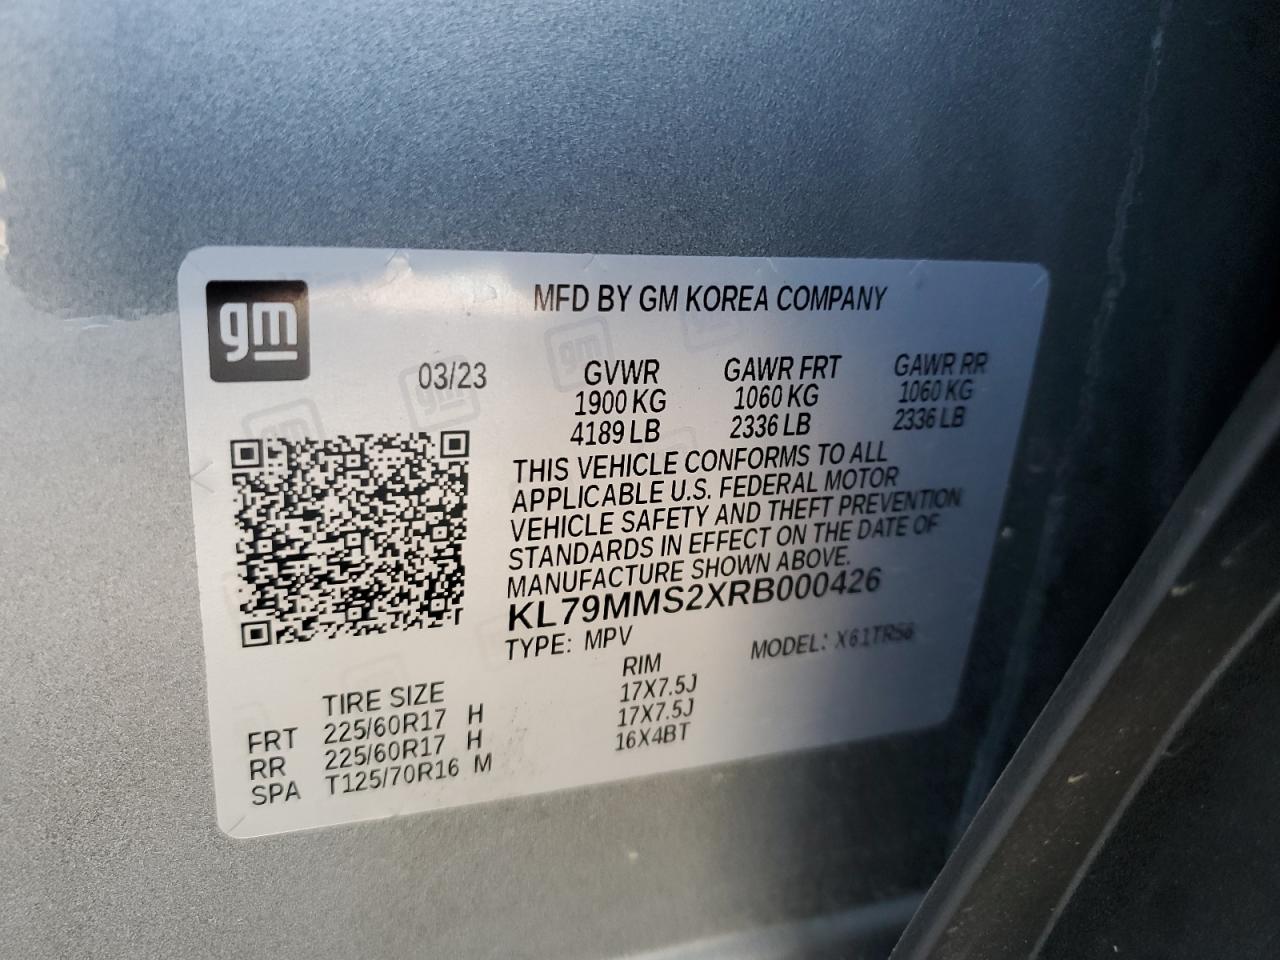 gm
MFD BY GM KOREA COMPANY
03/23
GVWR GAWR FRT GAWR RR
1900 KG 1060 KG 1060 KG
4189 LB 2336 LB 2336 LB
THIS VEHICLE CONFORMS TO ALL
APPLICABLE U.S. FEDERAL MOTOR
VEHICLE SAFETY AND THEFT PREVENTION
STANDARDS IN EFFECT ON THE DATE OF
MANUFACTURE SHOWN ABOVE.
KL79MMS2XRB000426
TYPE: MPV MODEL: X61TR56
TIRE SIZE RIM
FRT 225/60R17 H 17X7.5J
RR 225/60R17 H 17X7.5J
SPA T125/70R16 M 16X4BT